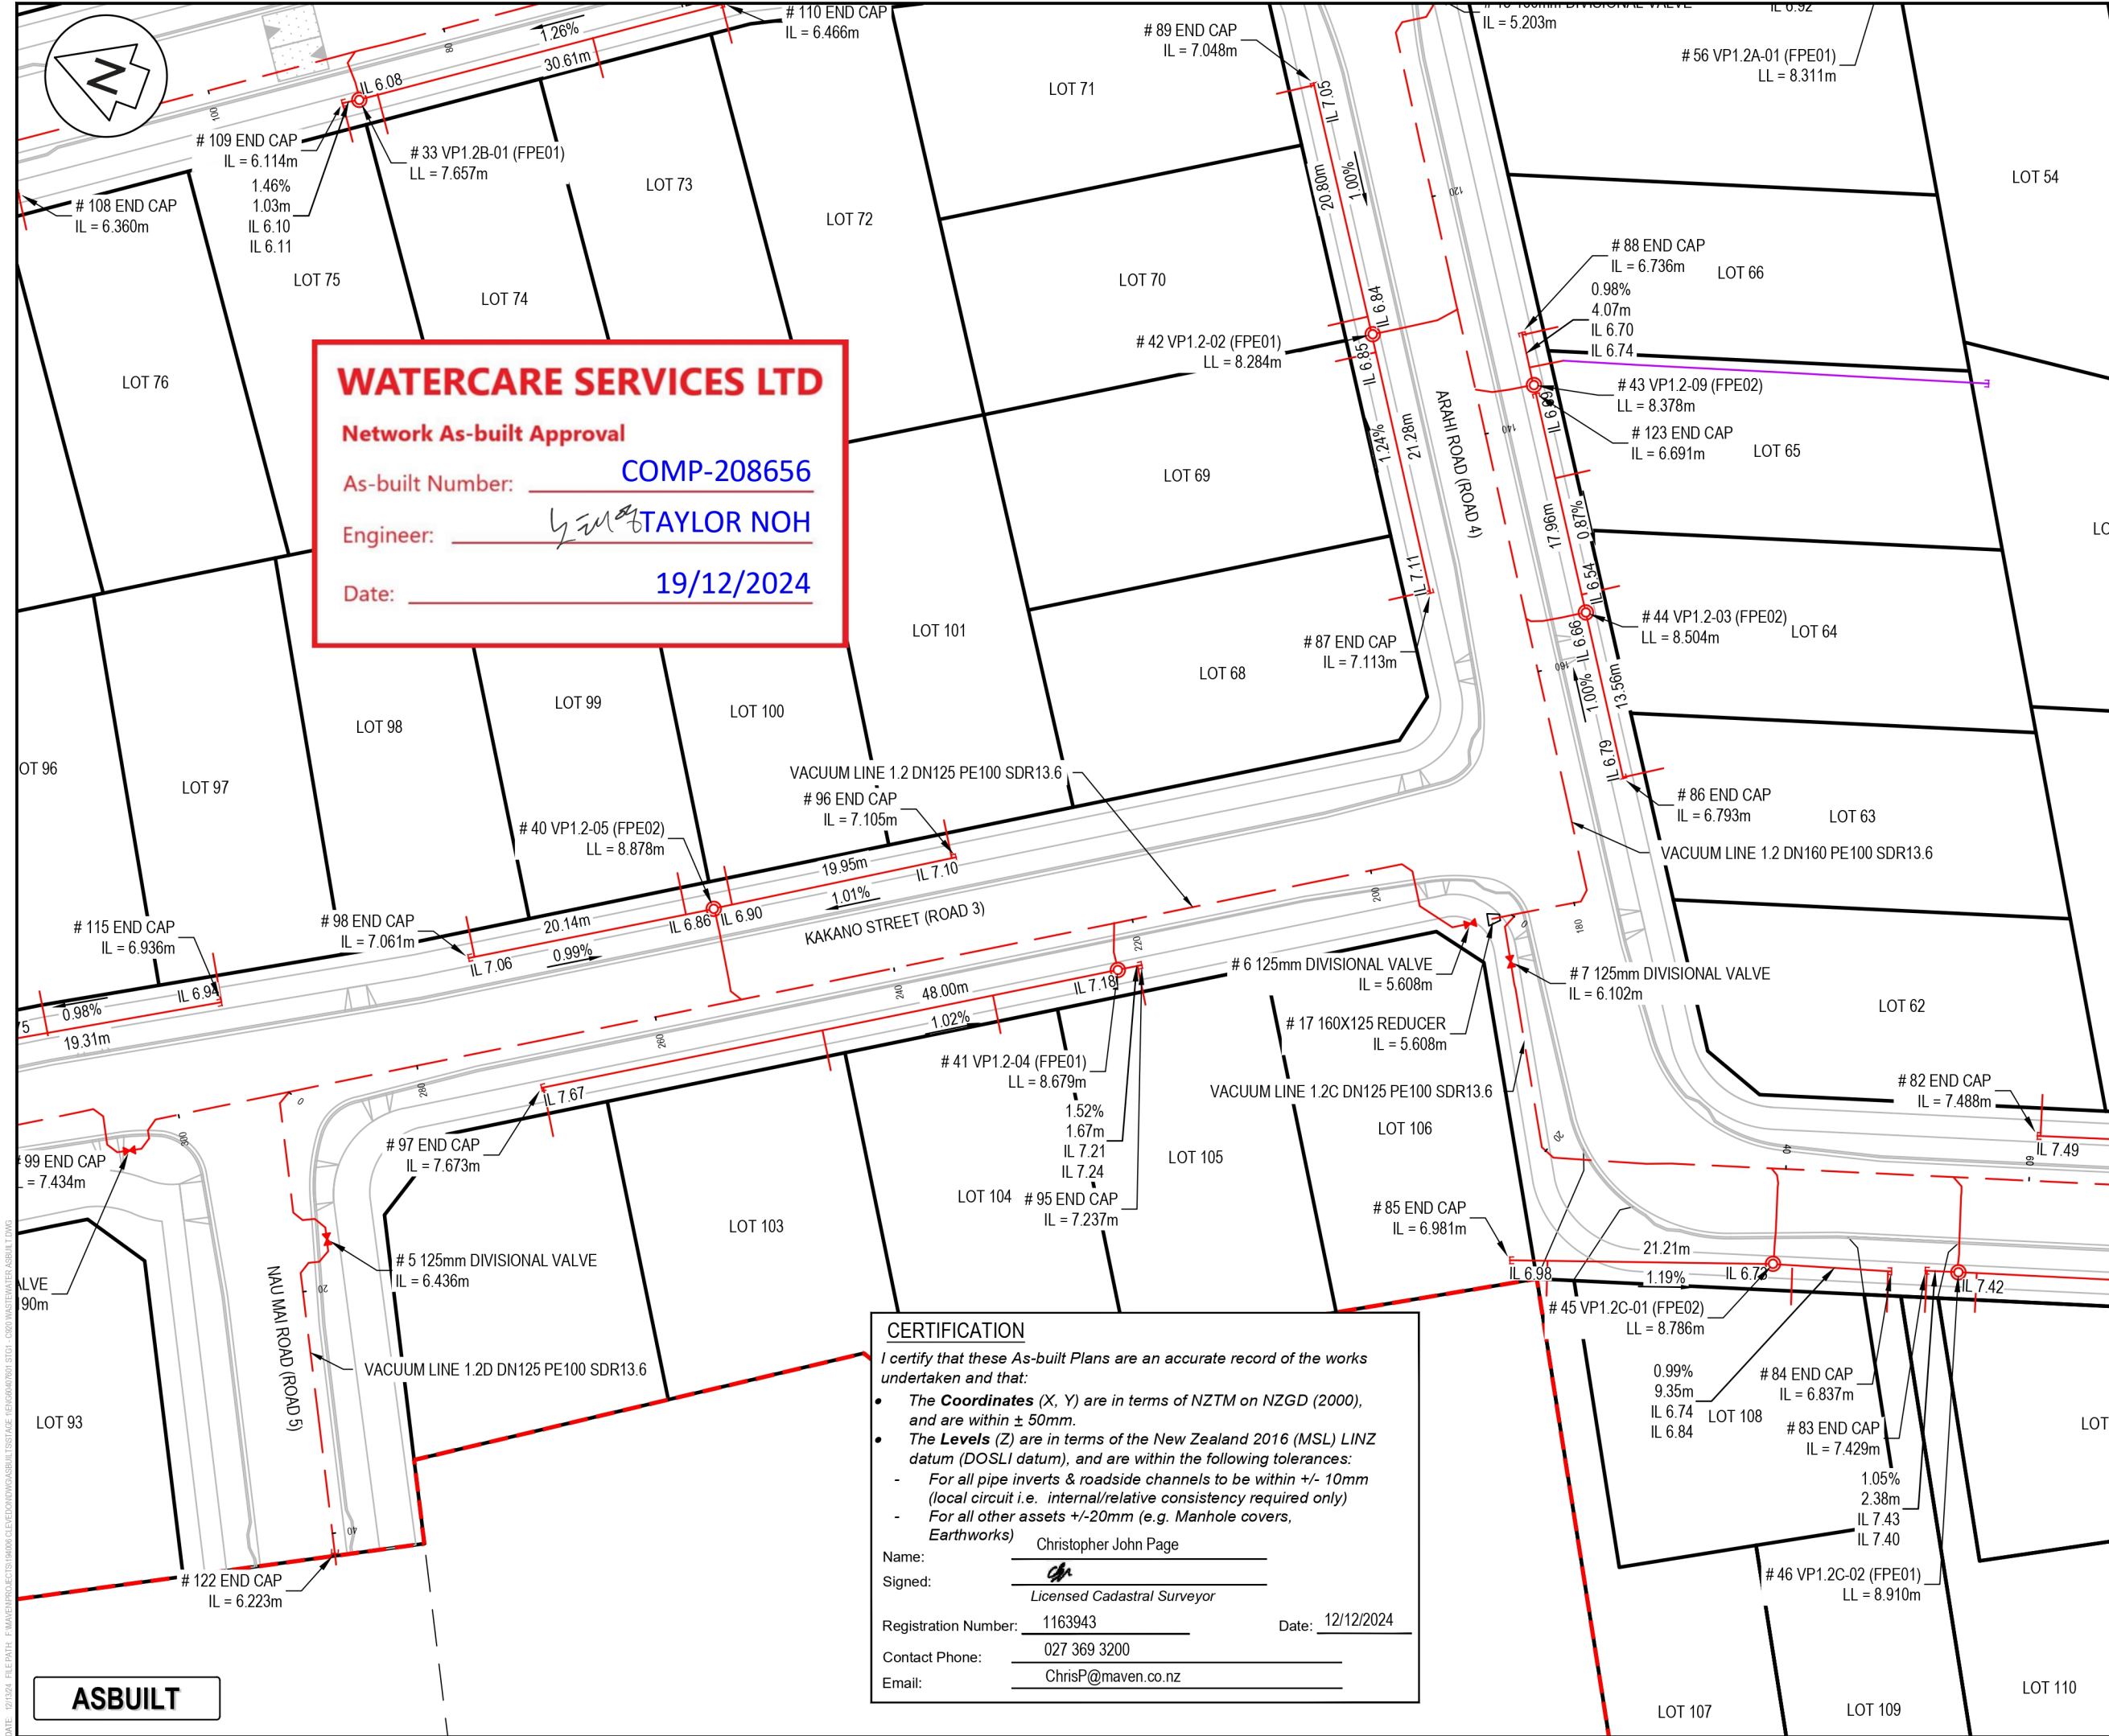 # 110 END CAP
IL = 6.466m
1.26%
30.61m
80
100
IL 6.08
# 109 END CAP
IL = 6.114m
1.46%
1.03m
IL 6.10
IL 6.11
# 33 VP1.2B-01 (FPE01)
LL = 7.657m
# 108 END CAP
IL = 6.360m
N
LOT 71
LOT 73
LOT 72
LOT 75
LOT 74
LOT 70
LOT 76
# 89 END CAP
IL = 7.048m
IL = 5.203m
IL 6.92
# 56 VP1.2A-01 (FPE01)
LL = 8.311m
LOT 54
IL 7.05
20.80m
1.00%
120
IL 6.84
# 42 VP1.2-02 (FPE01)
LL = 8.284m
IL 6.85
1.24%
21.28m
IL 7.11
ARAHI ROAD (ROAD 4)
140
# 88 END CAP
IL = 6.736m
LOT 66
0.98%
4.07m
IL 6.70
IL 6.74
# 43 VP1.2-09 (FPE02)
LL = 8.378m
# 123 END CAP
IL = 6.691m
LOT 65
17.96m
0.87%
IL 6.54
# 44 VP1.2-03 (FPE02)
LL = 8.504m
LOT 64
IL 6.66
160
1.00%
13.56m
IL 6.79
# 86 END CAP
IL = 6.793m
LOT 63
VACUUM LINE 1.2 DN160 PE100 SDR13.6
WATERCARE SERVICES LTD
Network As-built Approval
As-built Number: COMP-208656
Engineer: 노태영 TAYLOR NOH
Date: 19/12/2024
LOT 69
LOT 101
LOT 68
# 87 END CAP
IL = 7.113m
LOT 100
LOT 99
LOT 98
LOT 97
OT 96
VACUUM LINE 1.2 DN125 PE100 SDR13.6
# 96 END CAP
IL = 7.105m
# 40 VP1.2-05 (FPE02)
LL = 8.878m
19.95m
IL 7.10
1.01%
IL 6.86
IL 6.90
KAKANO STREET (ROAD 3)
# 98 END CAP
IL = 7.061m
20.14m
IL 7.06
0.99%
# 115 END CAP
IL = 6.936m
IL 6.94
0.98%
75
19.31m
200
220
240
260
280
300
0
180
48.00m
IL 7.18
1.02%
IL 7.67
# 6 125mm DIVISIONAL VALVE
IL = 5.608m
# 7 125mm DIVISIONAL VALVE
IL = 6.102m
# 17 160X125 REDUCER
IL = 5.608m
VACUUM LINE 1.2C DN125 PE100 SDR13.6
LOT 62
# 41 VP1.2-04 (FPE01)
LL = 8.679m
1.52%
1.67m
IL 7.21
IL 7.24
# 95 END CAP
IL = 7.237m
LOT 104
LOT 105
LOT 106
0
20
40
60
# 82 END CAP
IL = 7.488m
IL 7.49
# 97 END CAP
IL = 7.673m
# 99 END CAP
= 7.434m
LOT 103
# 5 125mm DIVISIONAL VALVE
IL = 6.436m
ALVE
190m
NAU MAI ROAD (ROAD 5)
20
40
VACUUM LINE 1.2D DN125 PE100 SDR13.6
LOT 93
# 122 END CAP
IL = 6.223m
# 85 END CAP
IL = 6.981m
21.21m
IL 6.98
1.19%
IL 7.42
# 45 VP1.2C-01 (FPE02)
LL = 8.786m
0.99%
9.35m
IL 6.74
IL 6.84
# 84 END CAP
IL = 6.837m
LOT 108
# 83 END CAP
IL = 7.429m
1.05%
2.38m
IL 7.43
IL 7.40
# 46 VP1.2C-02 (FPE01)
LL = 8.910m
LOT
LOT 107
LOT 109
LOT 110
CERTIFICATION
I certify that these As-built Plans are an accurate record of the works
undertaken and that:
• The Coordinates (X, Y) are in terms of NZTM on NZGD (2000),
and are within ± 50mm.
• The Levels (Z) are in terms of the New Zealand 2016 (MSL) LINZ
datum (DOSLI datum), and are within the following tolerances:
- For all pipe inverts & roadside channels to be within +/- 10mm
(local circuit i.e. internal/relative consistency required only)
- For all other assets +/-20mm (e.g. Manhole covers,
Earthworks)
Name: Christopher John Page
Signed:
Licensed Cadastral Surveyor
Registration Number: 1163943 Date: 12/12/2024
Contact Phone: 027 369 3200
Email: ChrisP@maven.co.nz
ASBUILT